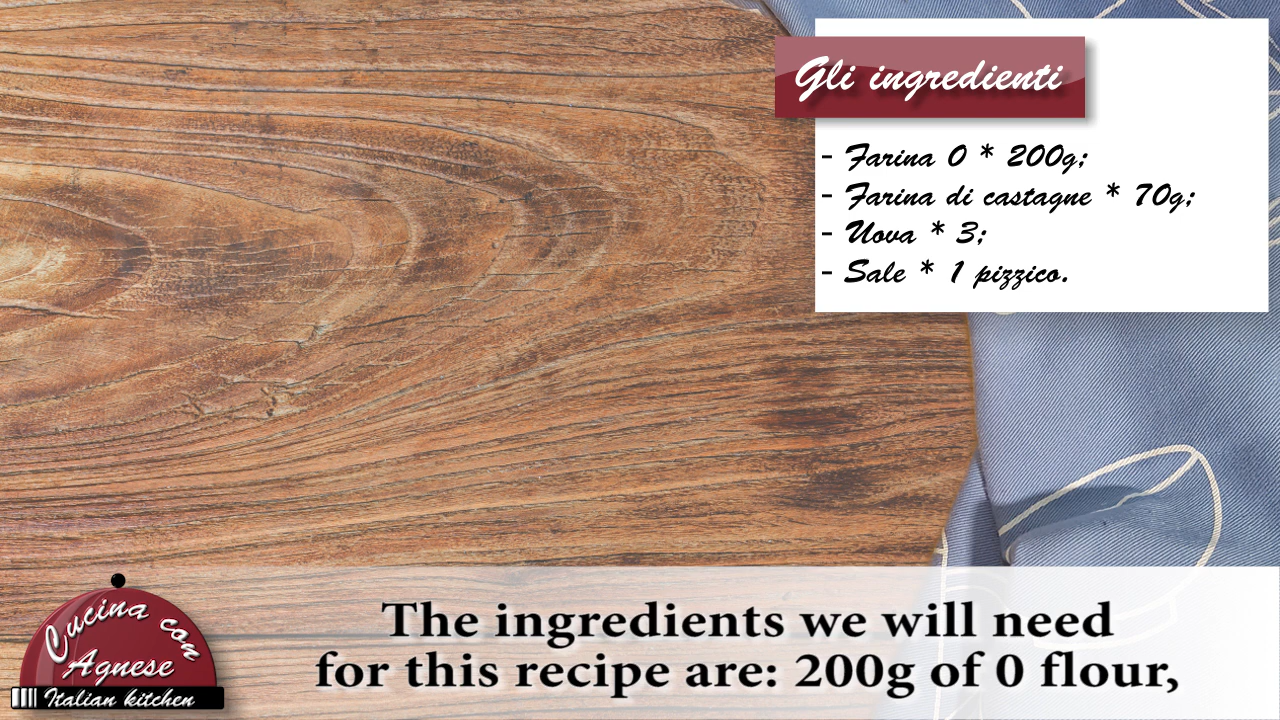 Gli ingredienti
- Farina 0 * 200g;
- Farina di castagne * 70g;
- Uova * 3;
- Sale * 1 pizzico.
The ingredients we will need
for this recipe are: 200g of 0 flour,
Cucina con
Agnese
Italian kitchen